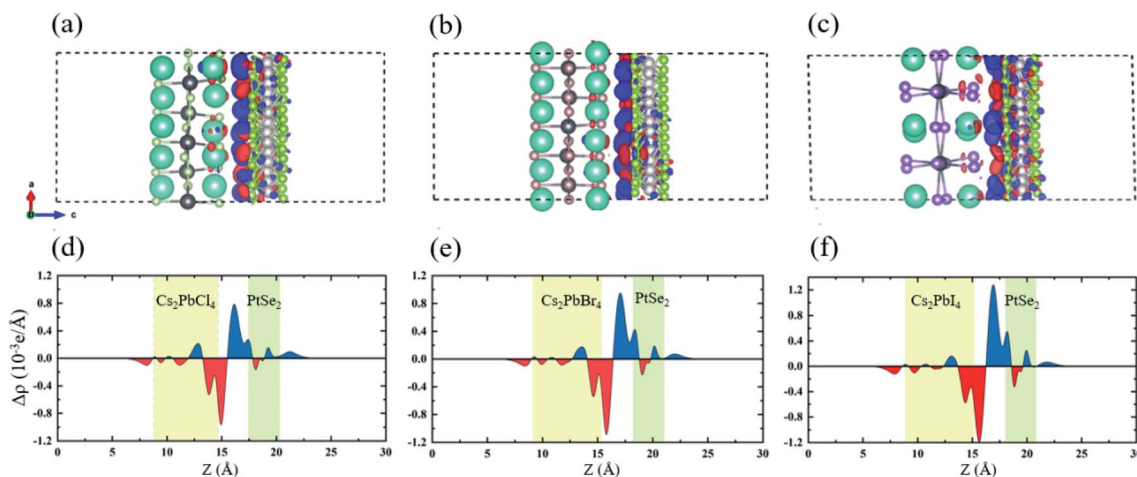 (a) (b) (c)
a
c
(d) (e) (f)
1.2 1.2 1.2
Cs₂PbCl₄ PtSe₂ Cs₂PbBr₄ PtSe₂ Cs₂PbI₄ PtSe₂
0.8 0.8 0.8
0.4 0.4 0.4
0.0 0.0 0.0
-0.4 -0.4 -0.4
-0.8 -0.8 -0.8
-1.2 -1.2 -1.2
Δρ (10⁻³e/Å)
0 5 10 15 20 25 30 0 5 10 15 20 25 30 0 5 10 15 20 25 30
Z (Å) Z (Å) Z (Å)